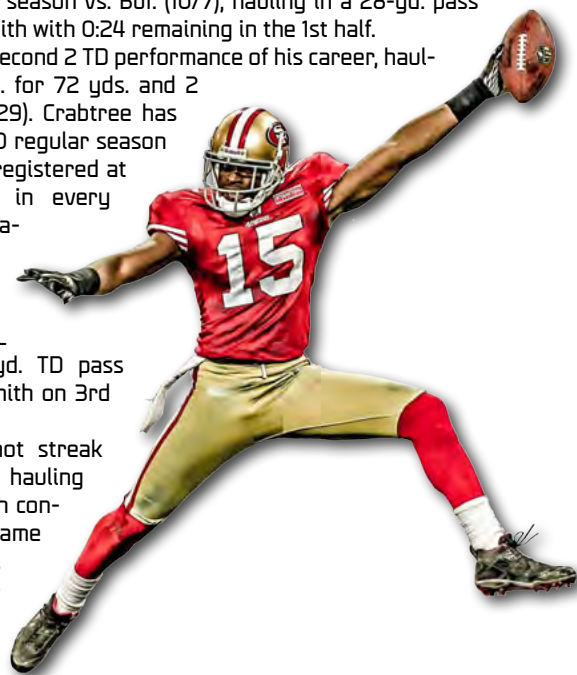 season vs. Buf. (10/7), hauling in a 28-yd. pass
ith with 0:24 remaining in the 1st half.
econd 2 TD performance of his career, haul-
. for 72 yds. and 2
29). Crabtree has
D regular season
registered at
in every
a-
yd. TD pass
nith on 3rd
not streak
hauling
n con-
ame
15